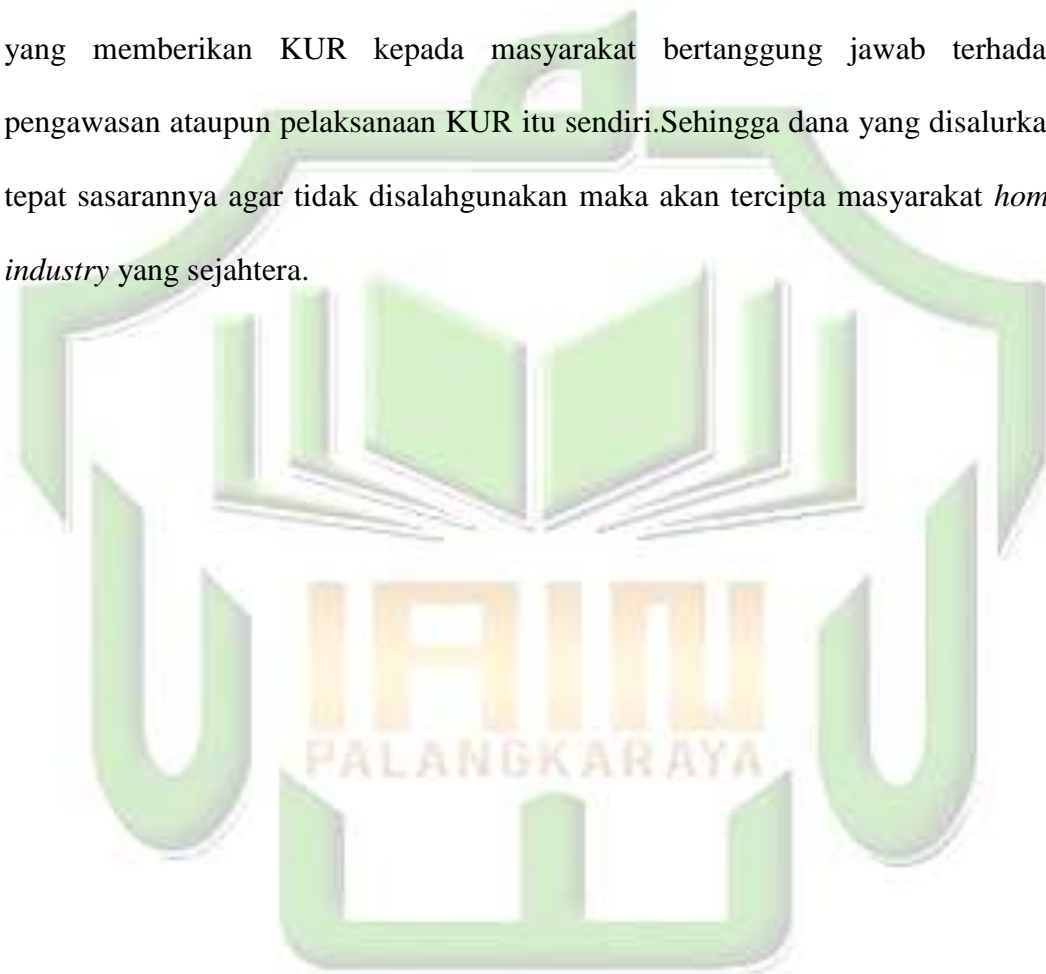 yang memberikan KUR kepada masyarakat bertanggung jawab terhada
pengawasan ataupun pelaksanaan KUR itu sendiri.Sehingga dana yang disalurka
tepat sasarannya agar tidak disalahgunakan maka akan tercipta masyarakat hom
industry yang sejahtera.
IAIN
PALANGKARAYA